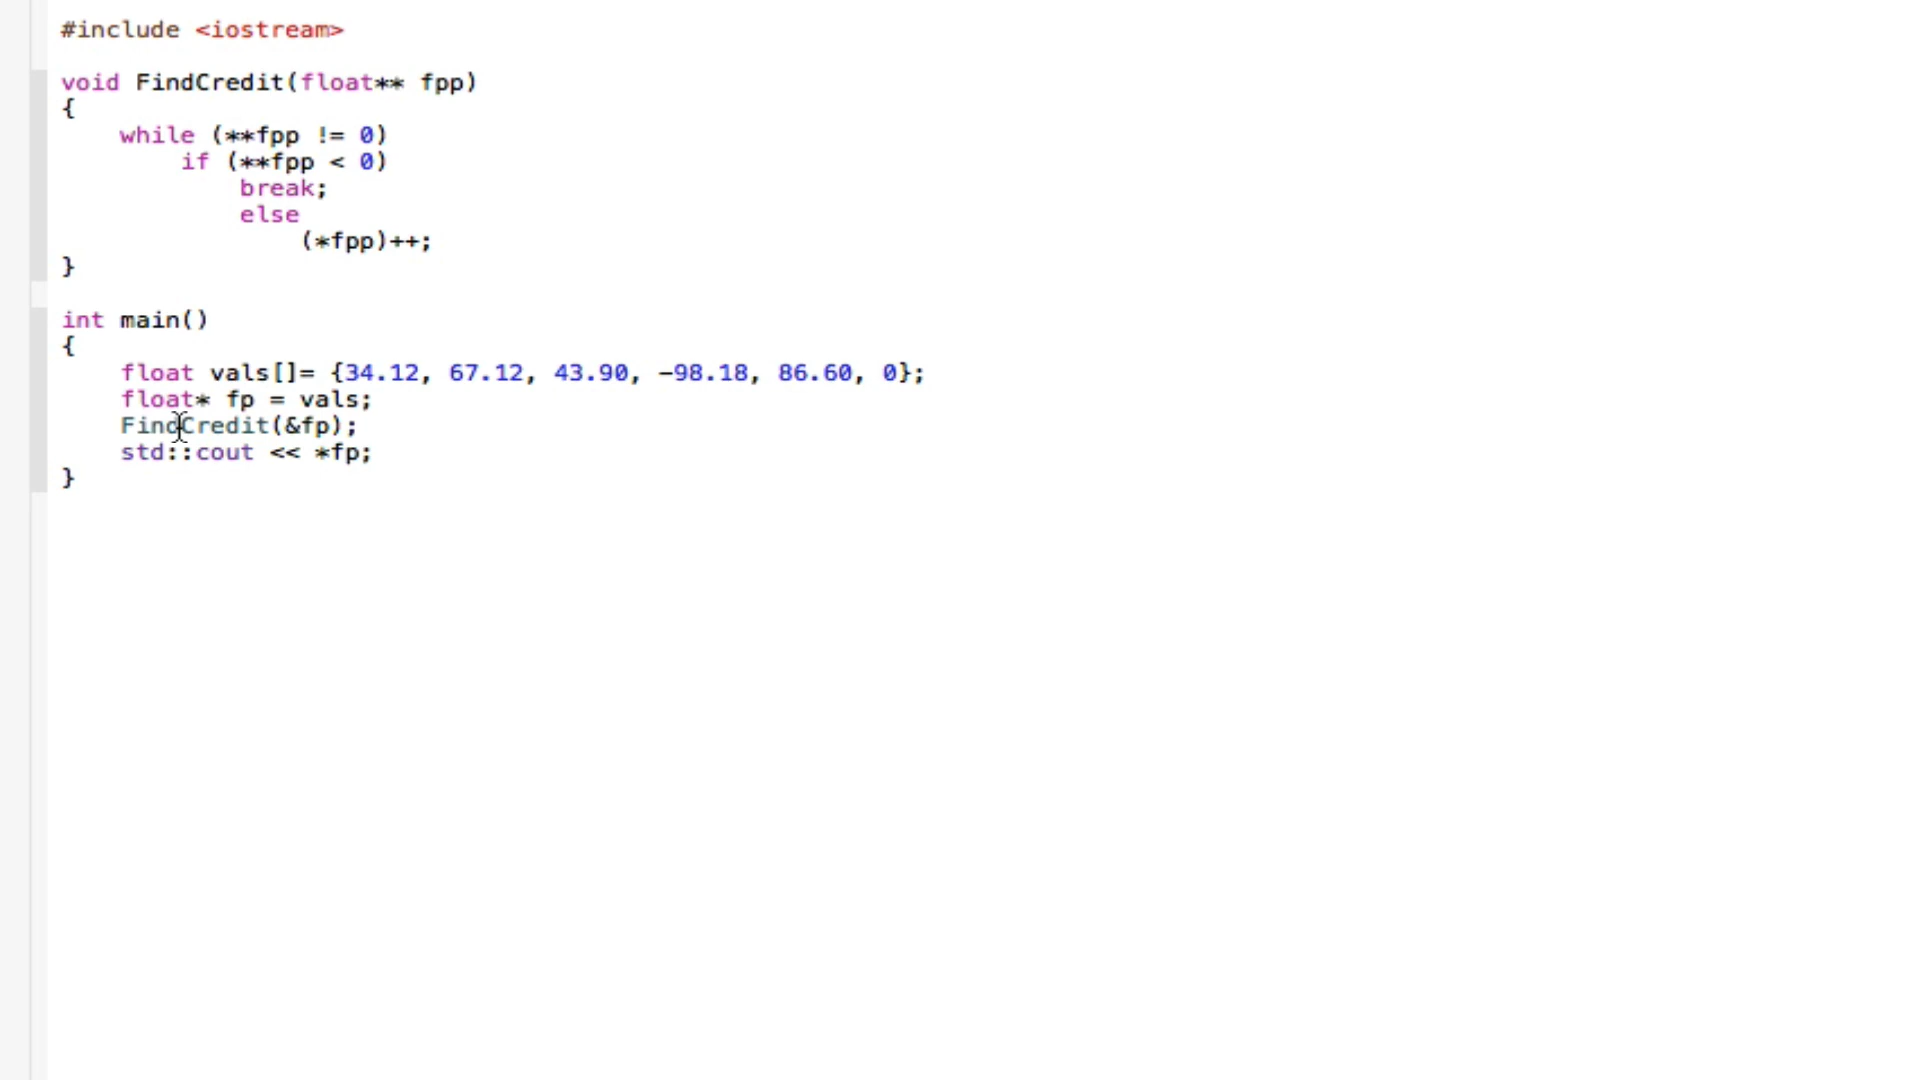 #include <iostream>
void FindCredit(float** fpp)
{
while (**fpp != 0)
if (**fpp < 0)
break;
else
(*fpp)++;
}
int main()
{
float vals[]= {34.12, 67.12, 43.90, -98.18, 86.60, 0};
float* fp = vals;
FindCredit(&fp);
std::cout << *fp;
}